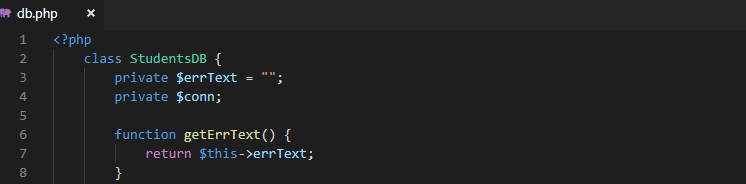 db.php ×
1 <?php
2 class StudentsDB {
3 private $errText = "";
4 private $conn;
5
6 function getErrText() {
7 return $this->errText;
8 }